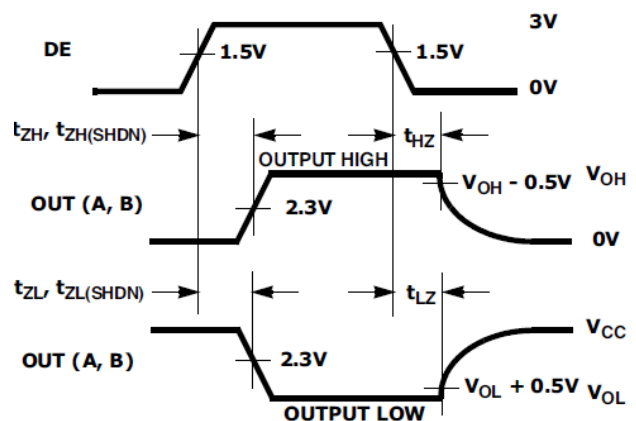 DE
1.5V
1.5V
3V
0V
tZH, tZH(SHDN)
tHZ
OUTPUT HIGH
OUT (A, B)
2.3V
VOH - 0.5V
VOH
0V
tZL, tZL(SHDN)
tLZ
OUT (A, B)
2.3V
VCC
VOL + 0.5V
VOL
OUTPUT LOW